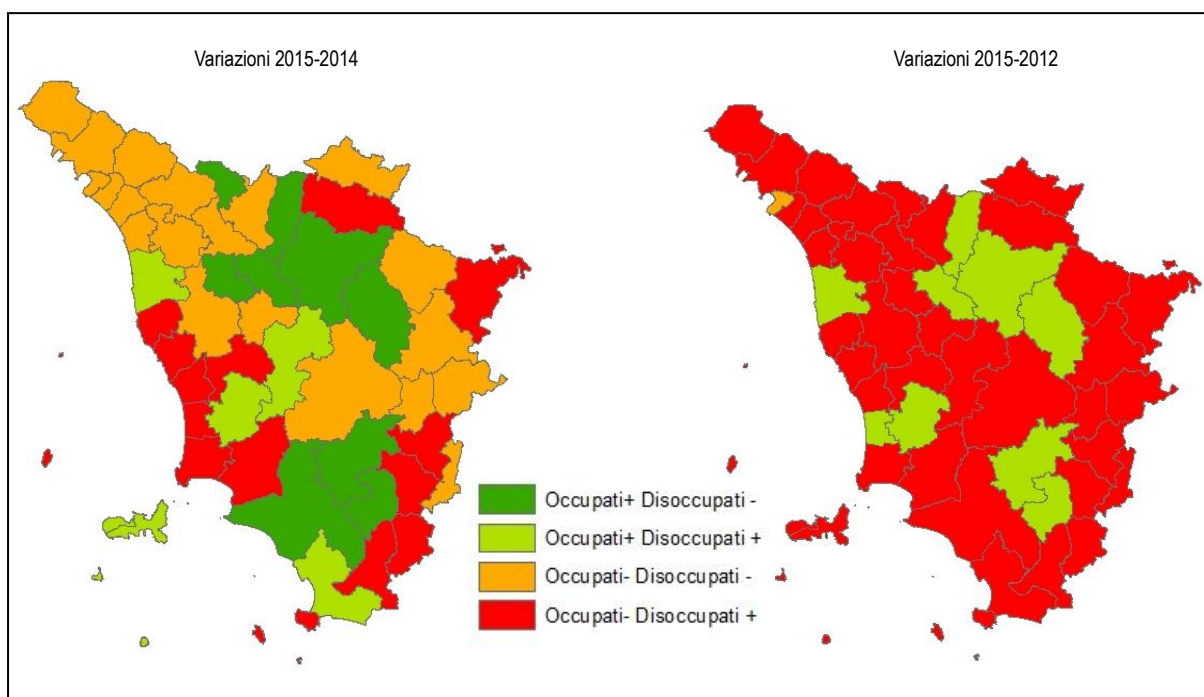 Variazioni 2015-2014
Variazioni 2015-2012
Occupati+ Disoccupati -
Occupati+ Disoccupati +
Occupati- Disoccupati -
Occupati- Disoccupati +